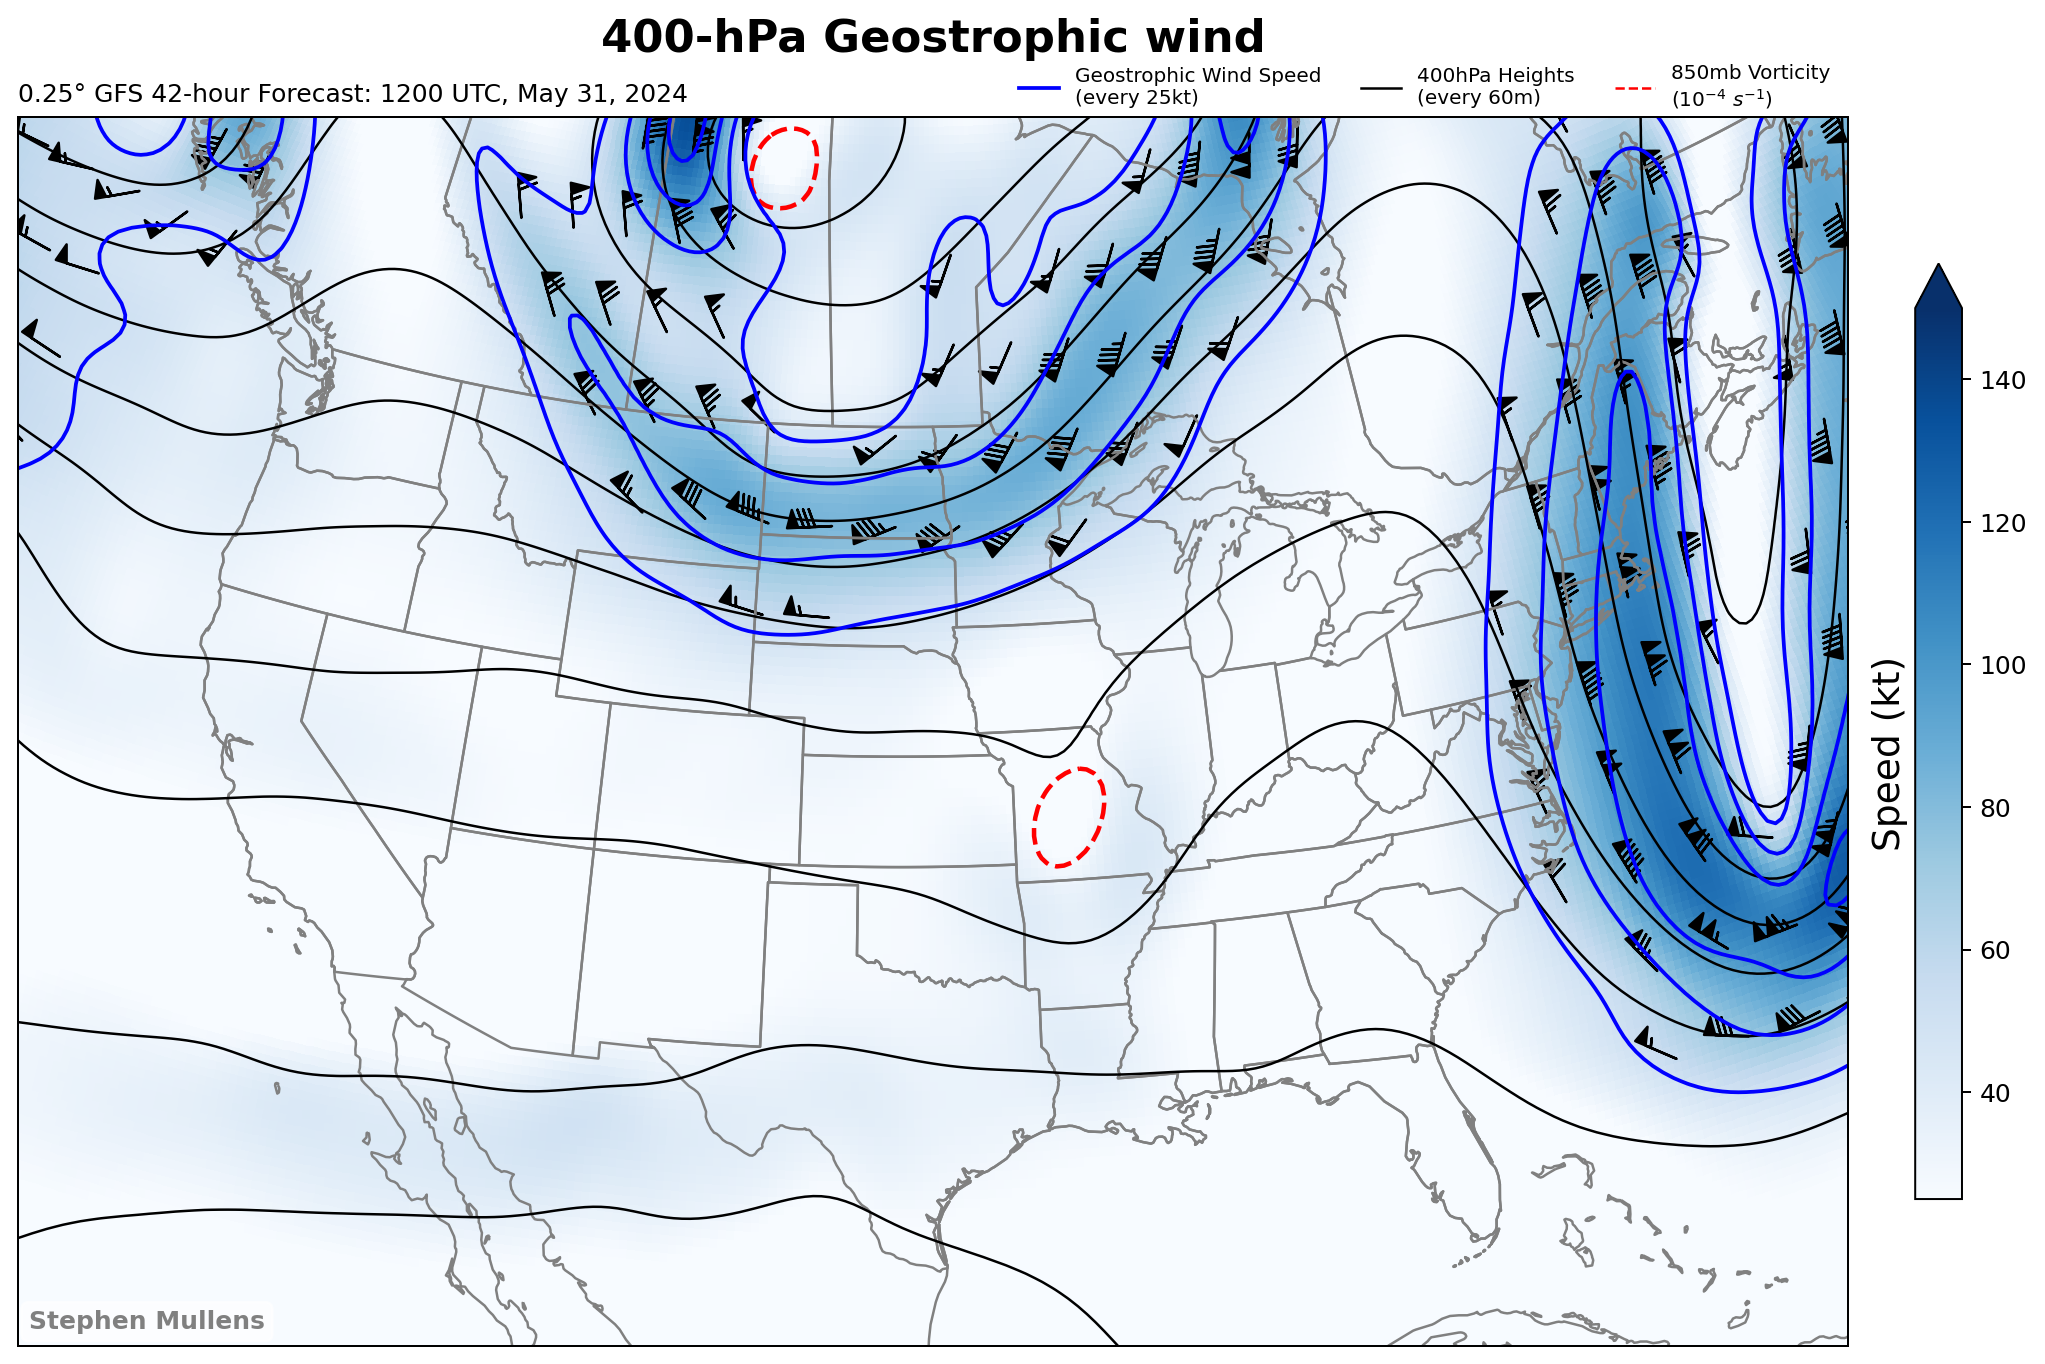 400-hPa Geostrophic wind
0.25° GFS 42-hour Forecast: 1200 UTC, May 31, 2024
Geostrophic Wind Speed
(every 25kt)
400hPa Heights
(every 60m)
850mb Vorticity
(10⁻⁴ s⁻¹)
140
120
100
80
60
40
Speed (kt)
Stephen Mullens